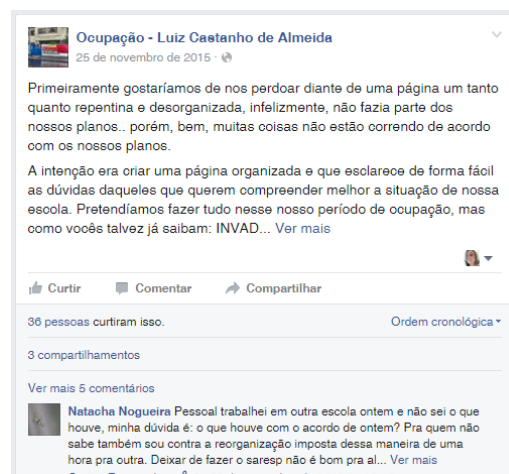 Ocupação - Luiz Castanho de Almeida
25 de novembro de 2015 ·
Primeiramente gostaríamos de nos perdoar diante de uma página um tanto
quanto repentina e desorganizada, infelizmente, não fazia parte dos
nossos planos.. porém, bem, muitas coisas não estão correndo de acordo
com os nossos planos.
A intenção era criar uma página organizada e que esclarece de forma fácil
as dúvidas daqueles que querem compreender melhor a situação de nossa
escola. Pretendíamos fazer tudo nesse nosso período de ocupação, mas
como vocês talvez já saibam: INVAD... Ver mais
Curtir Comentar Compartilhar
36 pessoas curtiram isso. Ordem cronológica
3 compartilhamentos
Ver mais 5 comentários
Natacha Nogueira Pessoal trabalhei em outra escola ontem e não sei o que
houve, minha dúvida é: o que houve com o acordo de ontem? Pra quem não
sabe também sou contra a reorganização imposta dessa maneira de uma
hora pra outra. Deixar de fazer o saresp não é bom pra al... Ver mais